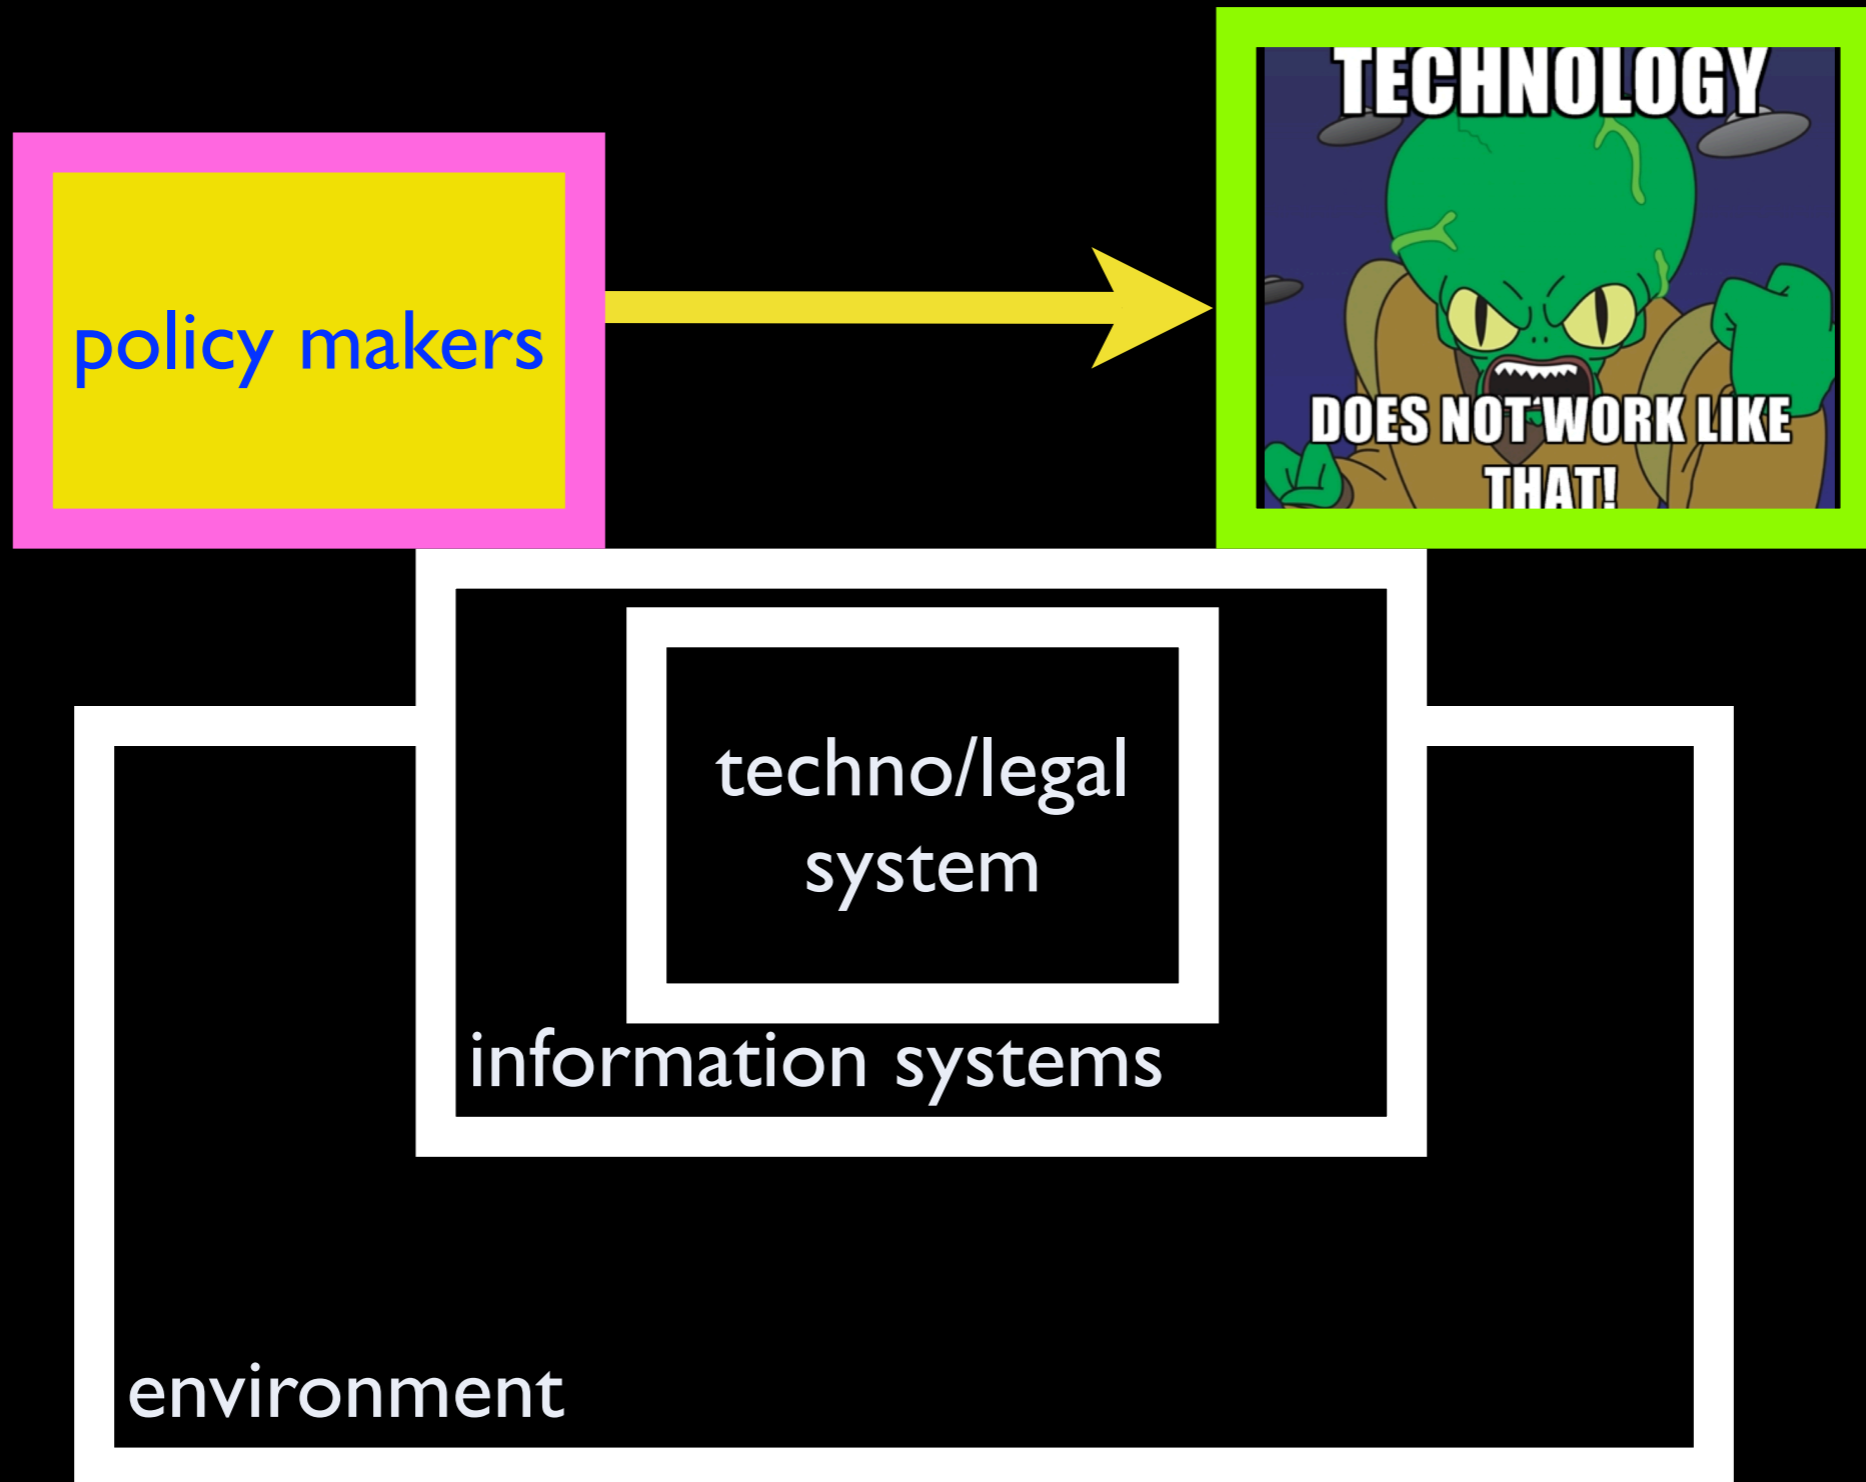 TECHNOLOGY
policy makers
DOES NOT WORK LIKE
THAT!
techno/legal
system
information systems
environment